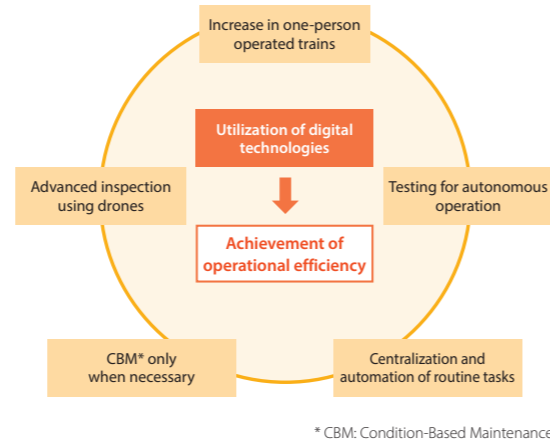 Increase in one-person
operated trains
Utilization of digital
technologies
Advanced inspection
using drones
Testing for autonomous
operation
Achievement of
operational efficiency
CBM* only
when necessary
Centralization and
automation of routine tasks
* CBM: Condition-Based Maintenance